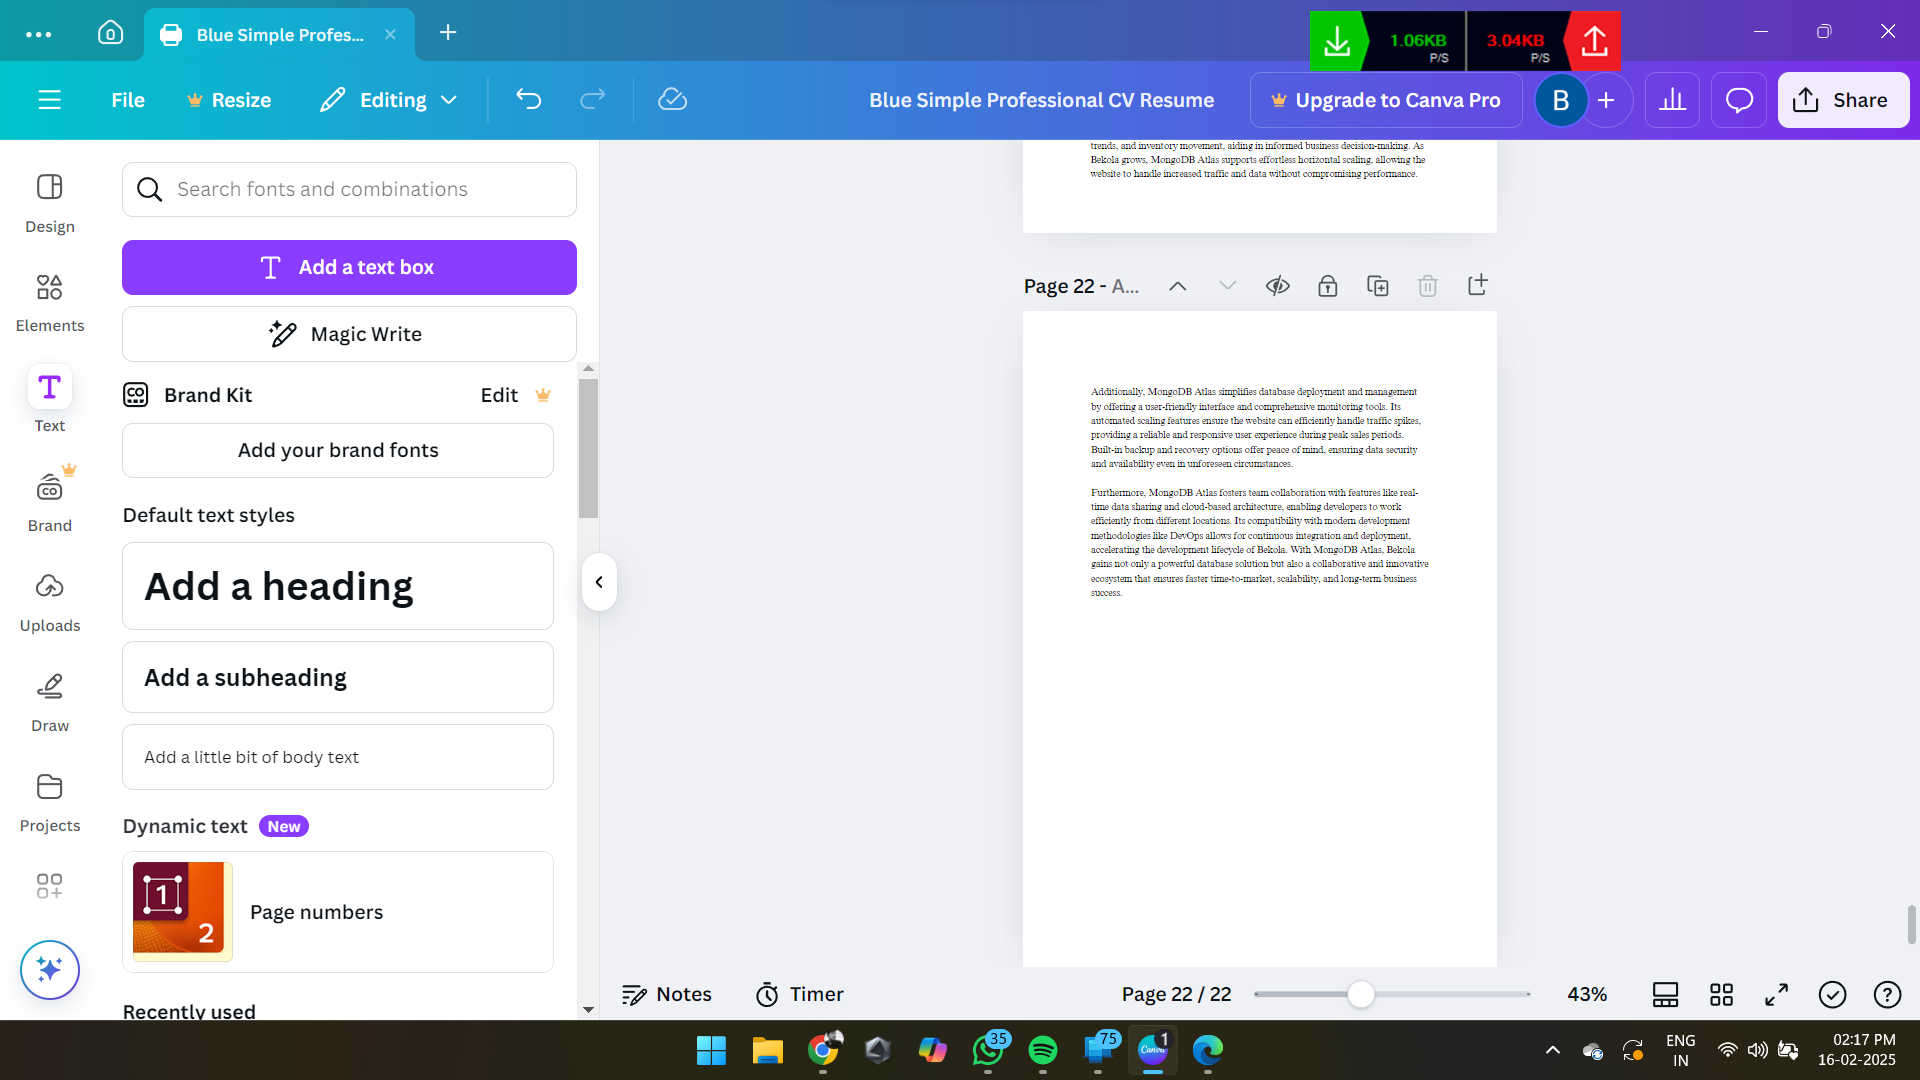 Blue Simple Profes...
1.06KB
P/S
3.04KB
P/S
File
Resize
Editing
Blue Simple Professional CV Resume
Upgrade to Canva Pro
B
Share
Design
Elements
Text
Brand
Uploads
Draw
Projects
Search fonts and combinations
Add a text box
Magic Write
Brand Kit
Edit
Add your brand fonts
Default text styles
Add a heading
Add a subheading
Add a little bit of body text
Dynamic text
New
1
2
Page numbers
Recently used
trends, and inventory movement, aiding in informed business decision-making. As
Bekola grows, MongoDB Atlas supports effortless horizontal scaling, allowing the
website to handle increased traffic and data without compromising performance.
Page 22 - A...
Additionally, MongoDB Atlas simplifies database deployment and management
by offering a user-friendly interface and comprehensive monitoring tools. Its
automated scaling features ensure the website can efficiently handle traffic spikes,
providing a reliable and responsive user experience during peak sales periods.
Built-in backup and recovery options offer peace of mind, ensuring data security
and availability even in unforeseen circumstances.
Furthermore, MongoDB Atlas fosters team collaboration with features like real-
time data sharing and cloud-based architecture, enabling developers to work
efficiently from different locations. Its compatibility with modern development
methodologies like DevOps allows for continuous integration and deployment,
accelerating the development lifecycle of Bekola. With MongoDB Atlas, Bekola
gains not only a powerful database solution but also a collaborative and innovative
ecosystem that ensures faster time-to-market, scalability, and long-term business
success.
Notes
Timer
Page 22 / 22
43%
35
75
Canva
1
ENG
IN
02:17 PM
16-02-2025